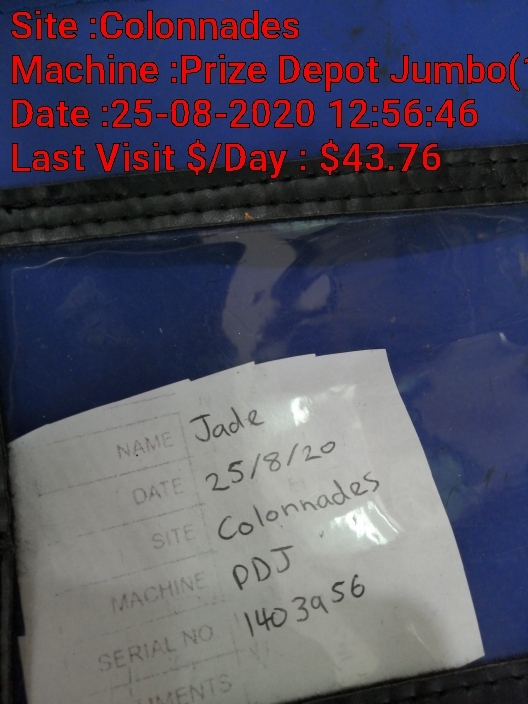 Site :Colonnades
Machine :Prize Depot Jumbo(
Date :25-08-2020 12:56:46
Last Visit $/Day : $43.76
NAME Jade
DATE 25/8/20
SITE Colonnades
MACHINE PDJ
SERIAL NO 1403956